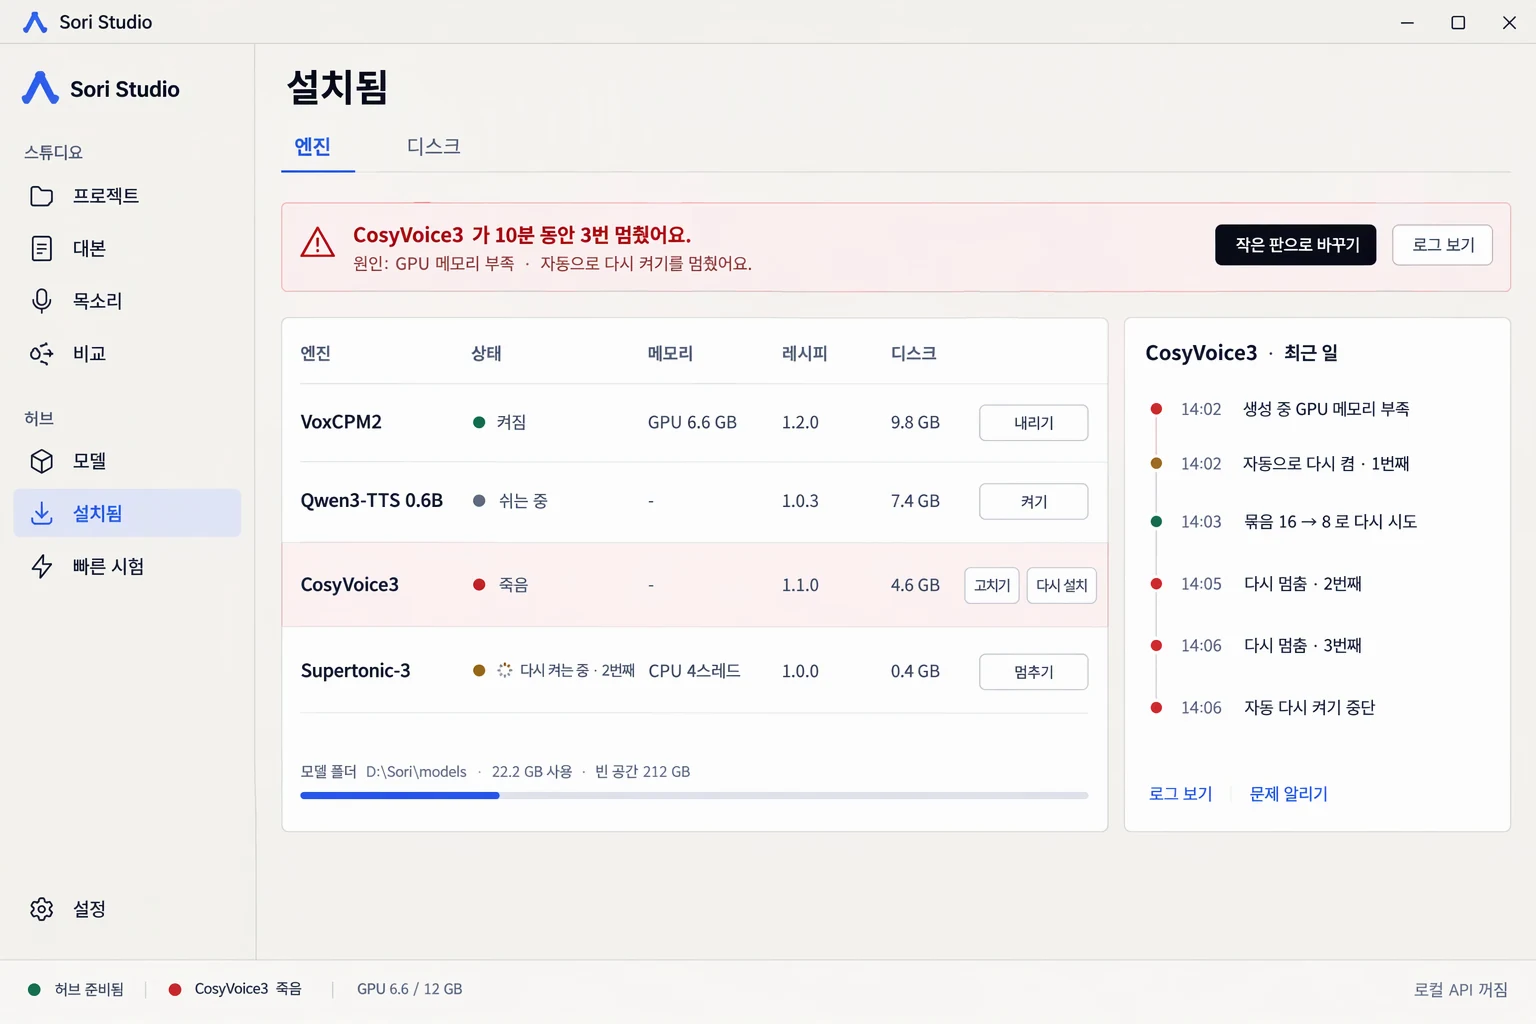 Sori Studio
Sori Studio
스튜디요
프로젝트
대본
목소리
비교
허브
모델
설치됨
빠른 시험
설정
설치됨
엔진 디스크
CosyVoice3 가 10분 동안 3번 멈췄어요.
원인: GPU 메모리 부족 · 자동으로 다시 켜기를 멈췄어요.
작은 판으로 바꾸기 로그 보기
엔진 상태 메모리 레시피 디스크
VoxCPM2 켜짐 GPU 6.6 GB 1.2.0 9.8 GB 내리기
Qwen3-TTS 0.6B 쉬는 중 - 1.0.3 7.4 GB 켜기
CosyVoice3 죽음 - 1.1.0 4.6 GB 고치기 다시 설치
Supertonic-3 다시 켜는 중 · 2번째 CPU 4스레드 1.0.0 0.4 GB 멈추기
모델 폴더 D:\Sori\models · 22.2 GB 사용 · 빈 공간 212 GB
CosyVoice3 · 최근 일
14:02 생성 중 GPU 메모리 부족
14:02 자동으로 다시 켬 · 1번째
14:03 묶음 16 → 8 로 다시 시도
14:05 다시 멈춤 · 2번째
14:06 다시 멈춤 · 3번째
14:06 자동 다시 켜기 중단
로그 보기 문제 알리기
허브 준비됨 CosyVoice3 죽음 GPU 6.6 / 12 GB 로컬 API 꺼짐